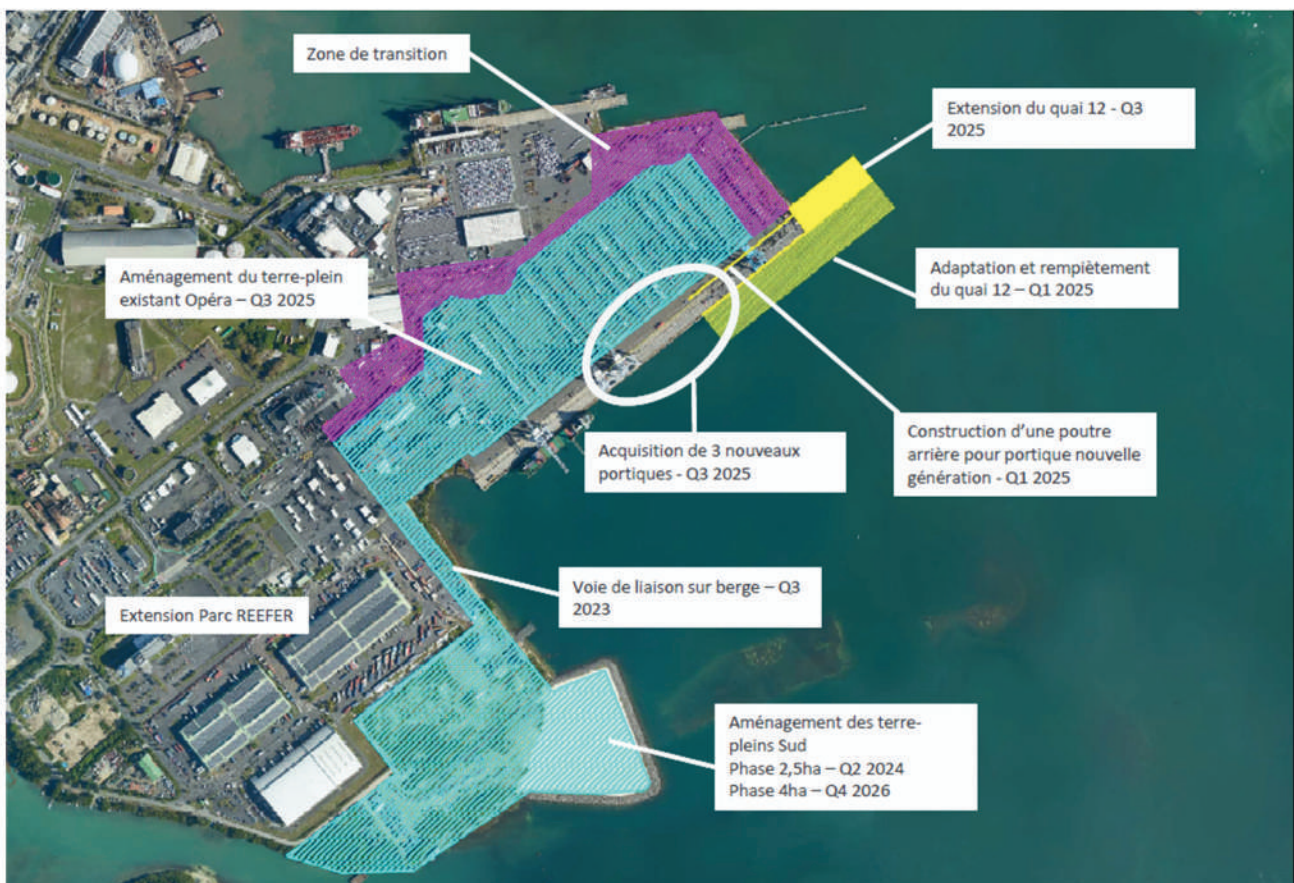 Zone de transition
Extension du quai 12 - Q3
2025
Aménagement du terre-plein
existant Opéra – Q3 2025
Adaptation et rempiètement
du quai 12 – Q1 2025
Acquisition de 3 nouveaux
portiques - Q3 2025
Construction d'une poutre
arrière pour portique nouvelle
génération - Q1 2025
Voie de liaison sur berge – Q3
2023
Extension Parc REEFER
Aménagement des terre-
pleins Sud
Phase 2,5ha – Q2 2024
Phase 4ha – Q4 2026